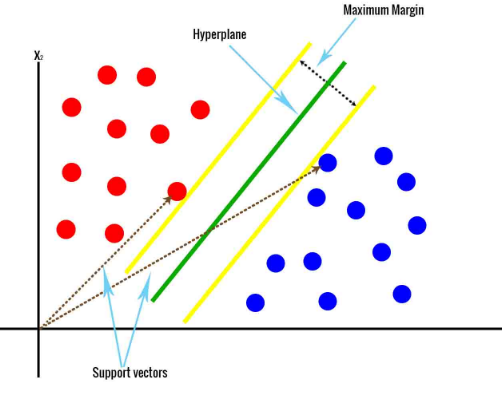 Maximum Margin
Hyperplane
X₂
Support vectors